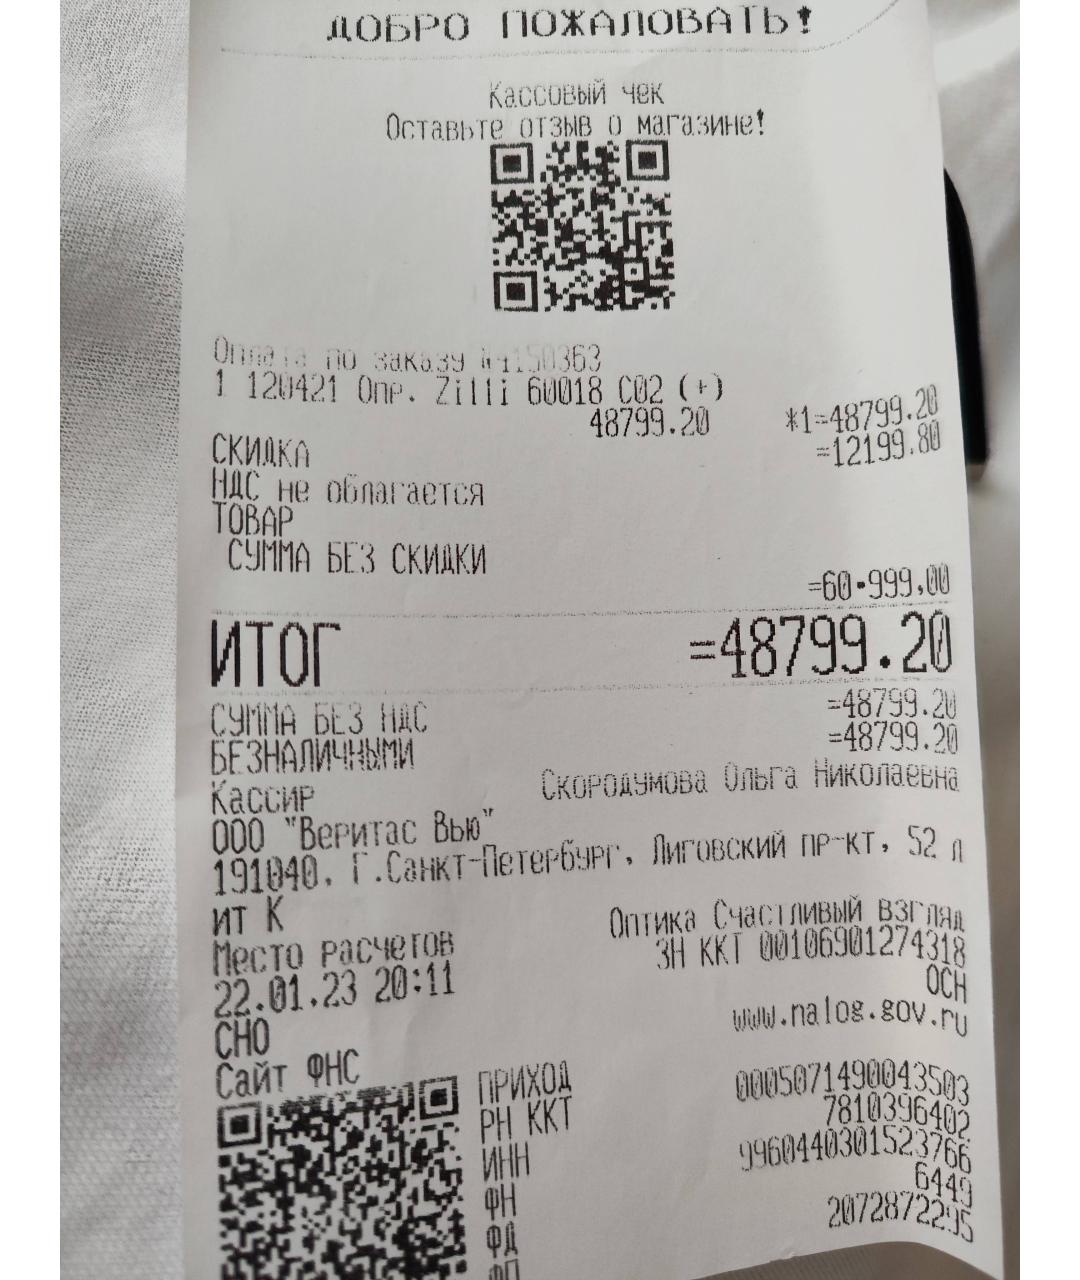 ДОБРО ПОЖАЛОВАТЬ!
Кассовый чек
Оставьте отзыв о магазине!
Оплата по заказу №4150363
1 120421 Опр. Zilli 60018 C02 (+)
48799.20 *1=48799.20
СКИДКА =12199.80
НДС не облагается
ТОВАР
СУММА БЕЗ СКИДКИ
=60•999,00
ИТОГ =48799.20
СУММА БЕЗ НДС =48799.20
БЕЗНАЛИЧНЫМИ =48799.20
Кассир Скородумова Ольга Николаевна
ООО "Веритас Вью"
191040, Г.Санкт-Петербург, Лиговский пр-кт, 52 л
ит К
Место расчетов Оптика Счастливый взгляд
22.01.23 20:11 ЗН ККТ 00106901274318
СНО ОСН
Сайт ФНС www.nalog.gov.ru
ПРИХОД
РН ККТ 0005071490043503
ИНН 7810396402
ФН 9960440301523766
ФД 6449
ФП 2072872295